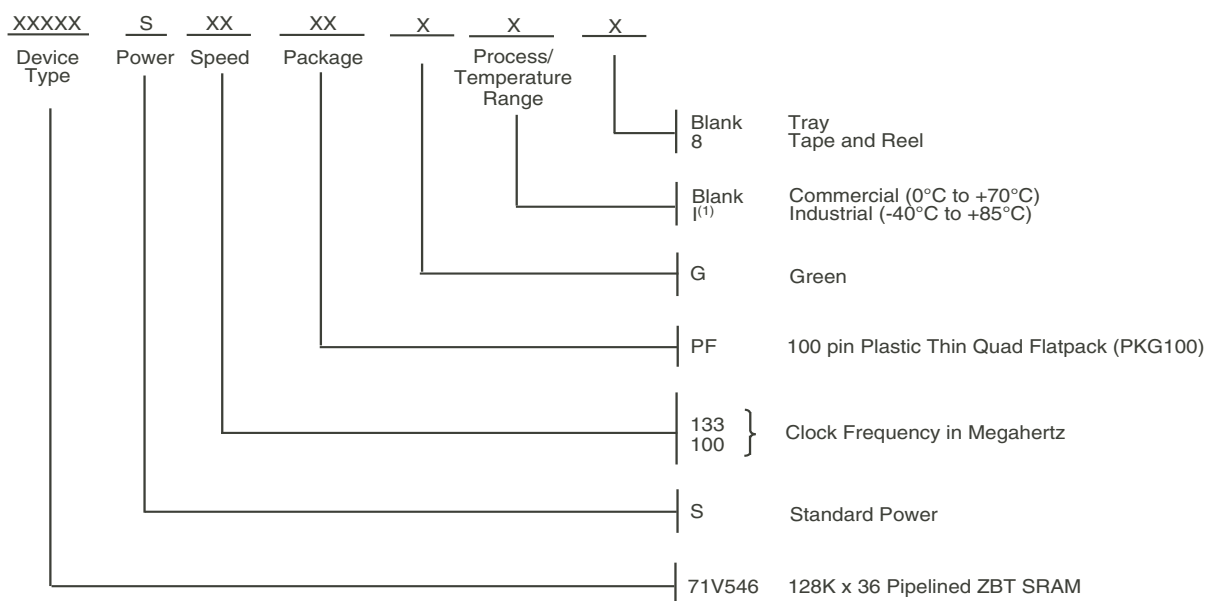 XXXXX S XX XX X X X
Device Type Power Speed Package Process/ Temperature Range
Blank Tray
8 Tape and Reel
Blank Commercial (0°C to +70°C)
I(1) Industrial (-40°C to +85°C)
G Green
PF 100 pin Plastic Thin Quad Flatpack (PKG100)
133
100 } Clock Frequency in Megahertz
S Standard Power
71V546 128K x 36 Pipelined ZBT SRAM